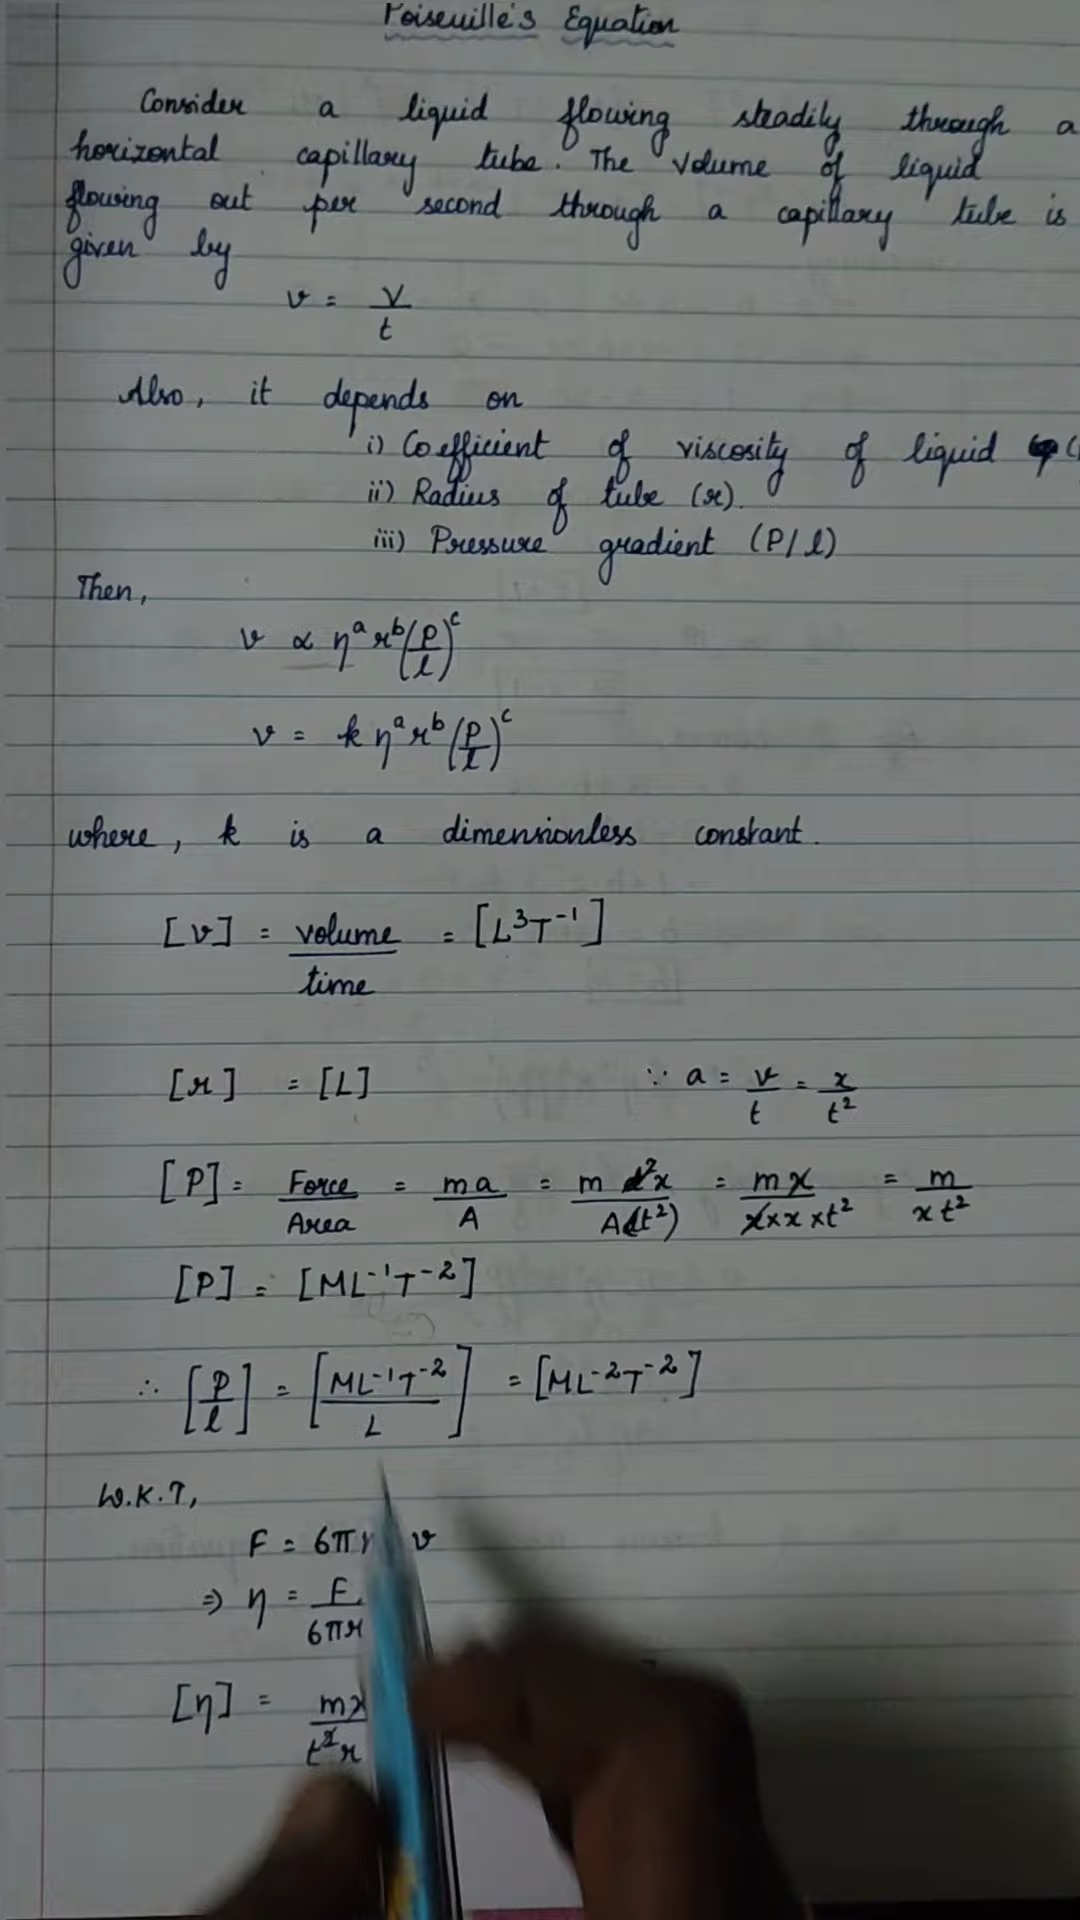 Poiseuille's Equation
Consider a liquid flowing steadily through a
horizontal capillary tube. The volume of liquid
flowing out per second through a capillary tube is
given by
v = V/t
Also, it depends on
i) Coefficient of viscosity of liquid
ii) Radius of tube (r).
iii) Pressure gradient (P/l)
Then,
v ∝ η^a r^b (P/l)^c
v = k η^a r^b (P/l)^c
where, k is a dimensionless constant.
[v] = volume/time = [L³T⁻¹]
[r] = [L] ∵ a = v/t = x/t²
[P] = Force/Area = ma/A = m d²x/A(dt²) = mx/x×x×t² = m/xt²
[P] = [ML⁻¹T⁻²]
∴ [P/l] = [ML⁻¹T⁻²/L] = [ML⁻²T⁻²]
W.K.T,
F = 6π v
⇒ η = F/6πr
[η] = mx/t²r